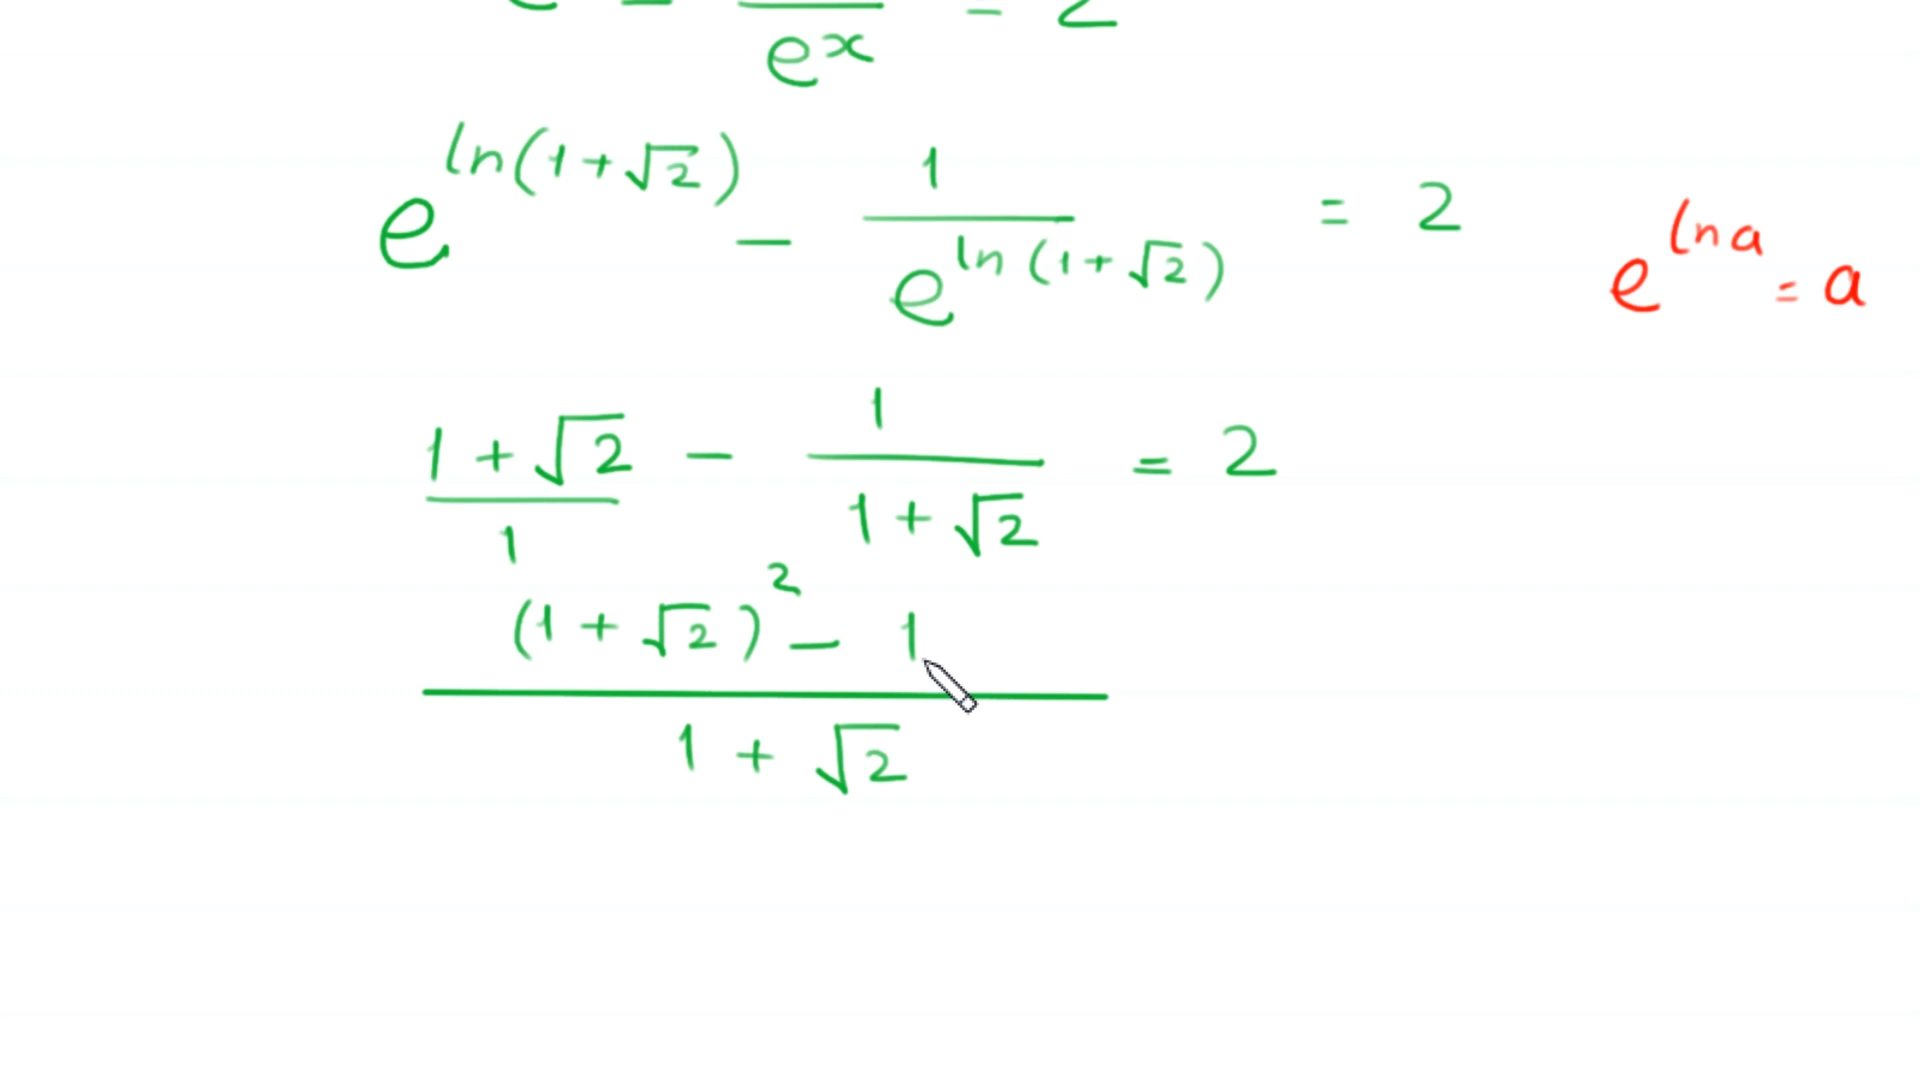 e - ―/e^x = 2
e^ln(1+√2) - 1/e^ln(1+√2) = 2
e^ln a = a
(1+√2)/1 - 1/(1+√2) = 2
((1+√2)^2 - 1)/(1+√2)